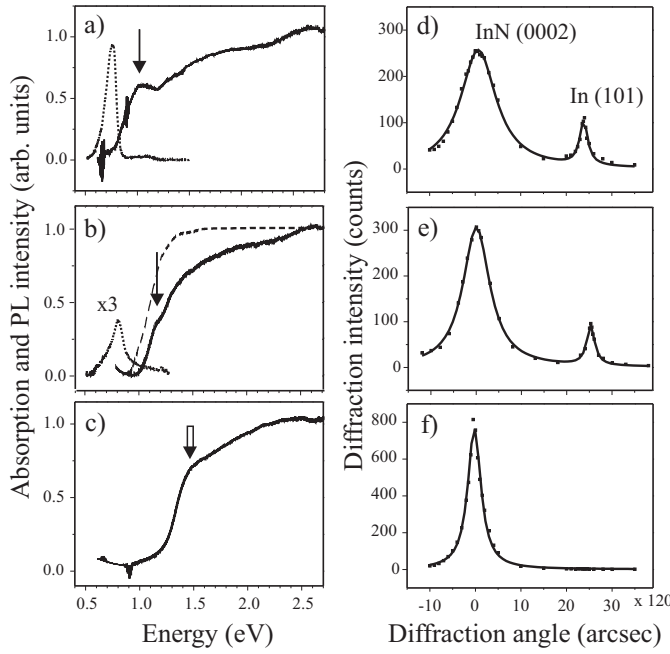 a)
1.0
0.5
0.0
b)
x3
1.0
0.5
0.0
c)
1.0
0.5
0.0
0.5 1.0 1.5 2.0 2.5
Energy (eV)
Absorption and PL intensity (arb. units)
d)
InN (0002)
In (101)
300
200
100
0
e)
300
200
100
0
f)
800
600
400
200
0
-10 0 10 20 30 x 120
Diffraction angle (arcsec)
Diffraction intensity (counts)